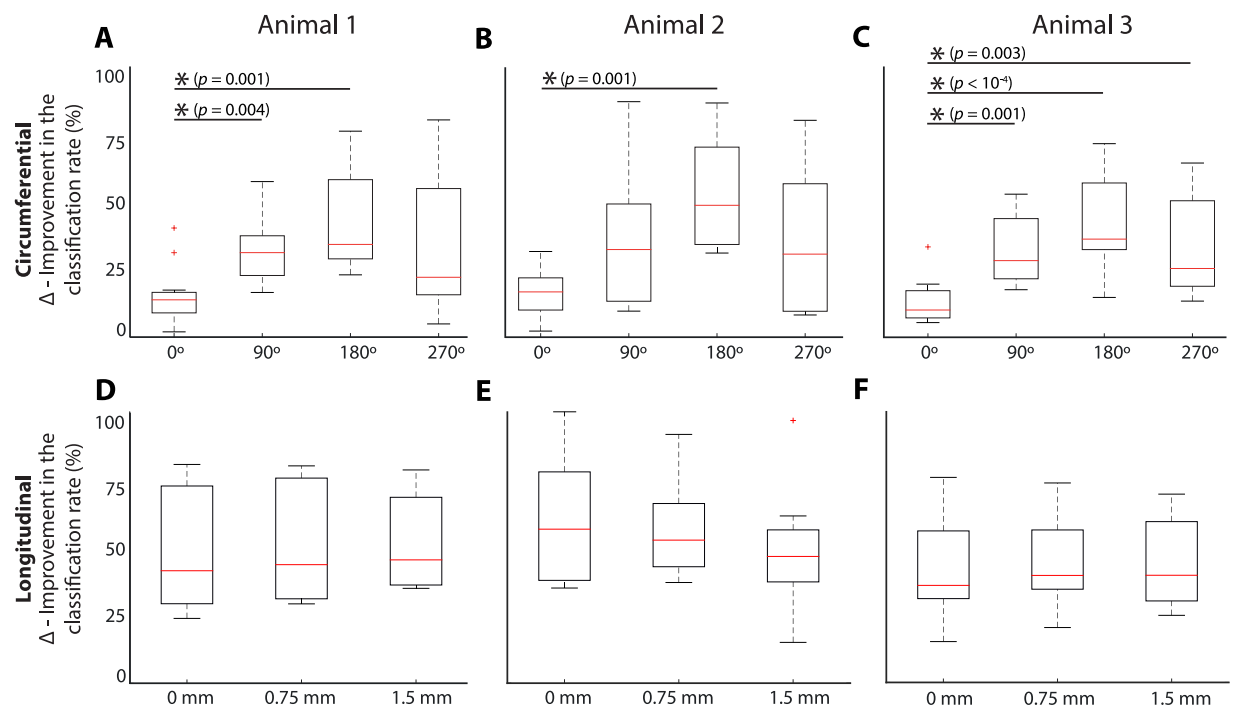 Animal 1
Animal 2
Animal 3
A
B
C
Circumferential
Δ - Improvement in the
classification rate (%)
100
75
50
25
0
* (p = 0.001)
* (p = 0.004)
* (p = 0.001)
* (p = 0.003)
* (p < 10⁻⁴)
* (p = 0.001)
0º 90º 180º 270º
0º 90º 180º 270º
0º 90º 180º 270º
D
E
F
Longitudinal
Δ - Improvement in the
classification rate (%)
100
75
50
25
0
0 mm 0.75 mm 1.5 mm
0 mm 0.75 mm 1.5 mm
0 mm 0.75 mm 1.5 mm